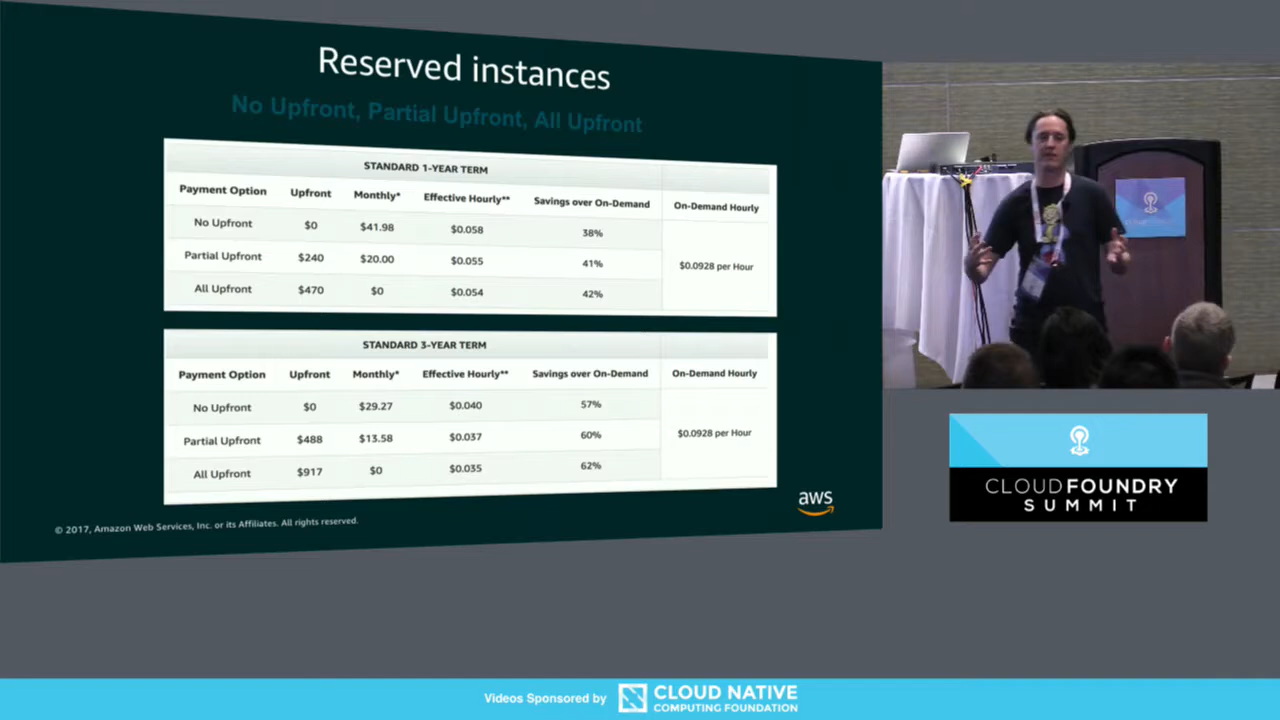 Reserved instances
No Upfront, Partial Upfront, All Upfront
STANDARD 1-YEAR TERM
Payment Option Upfront Monthly* Effective Hourly** Savings over On-Demand On-Demand Hourly
No Upfront $0 $41.98 $0.058 38%
Partial Upfront $240 $20.00 $0.055 41% $0.0928 per Hour
All Upfront $470 $0 $0.054 42%
STANDARD 3-YEAR TERM
Payment Option Upfront Monthly* Effective Hourly** Savings over On-Demand On-Demand Hourly
No Upfront $0 $29.27 $0.040 57%
Partial Upfront $488 $13.58 $0.037 60% $0.0928 per Hour
All Upfront $917 $0 $0.035 62%
© 2017, Amazon Web Services, Inc. or its Affiliates. All rights reserved.
aws
CLOUDFOUNDRY
SUMMIT
Videos Sponsored by
CLOUD NATIVE
COMPUTING FOUNDATION